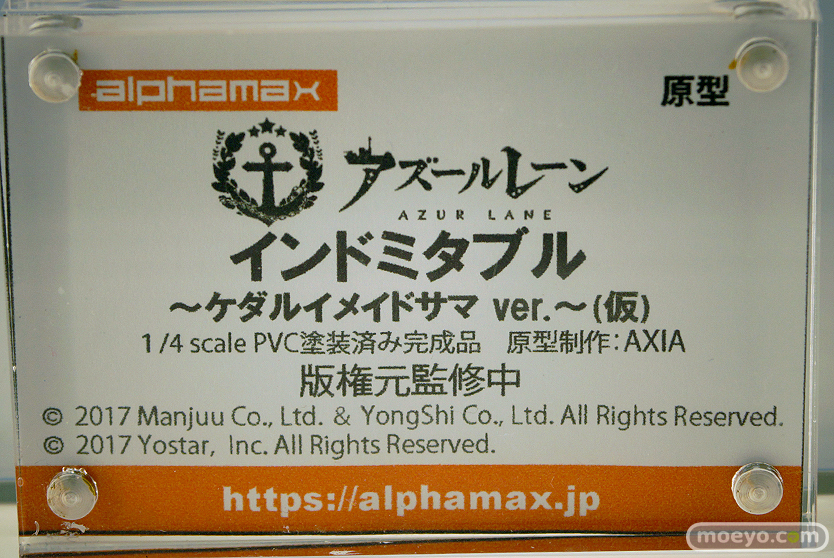 alphamax
原型
アズールレーン
AZUR LANE
インドミタブル
～ケダルイメイドサマ ver.～(仮)
1/4 scale PVC塗装済み完成品　原型制作：AXIA
版権元監修中
© 2017 Manjuu Co., Ltd. & YongShi Co., Ltd. All Rights Reserved.
© 2017 Yostar, Inc. All Rights Reserved.
https://alphamax.jp
moeyo.com